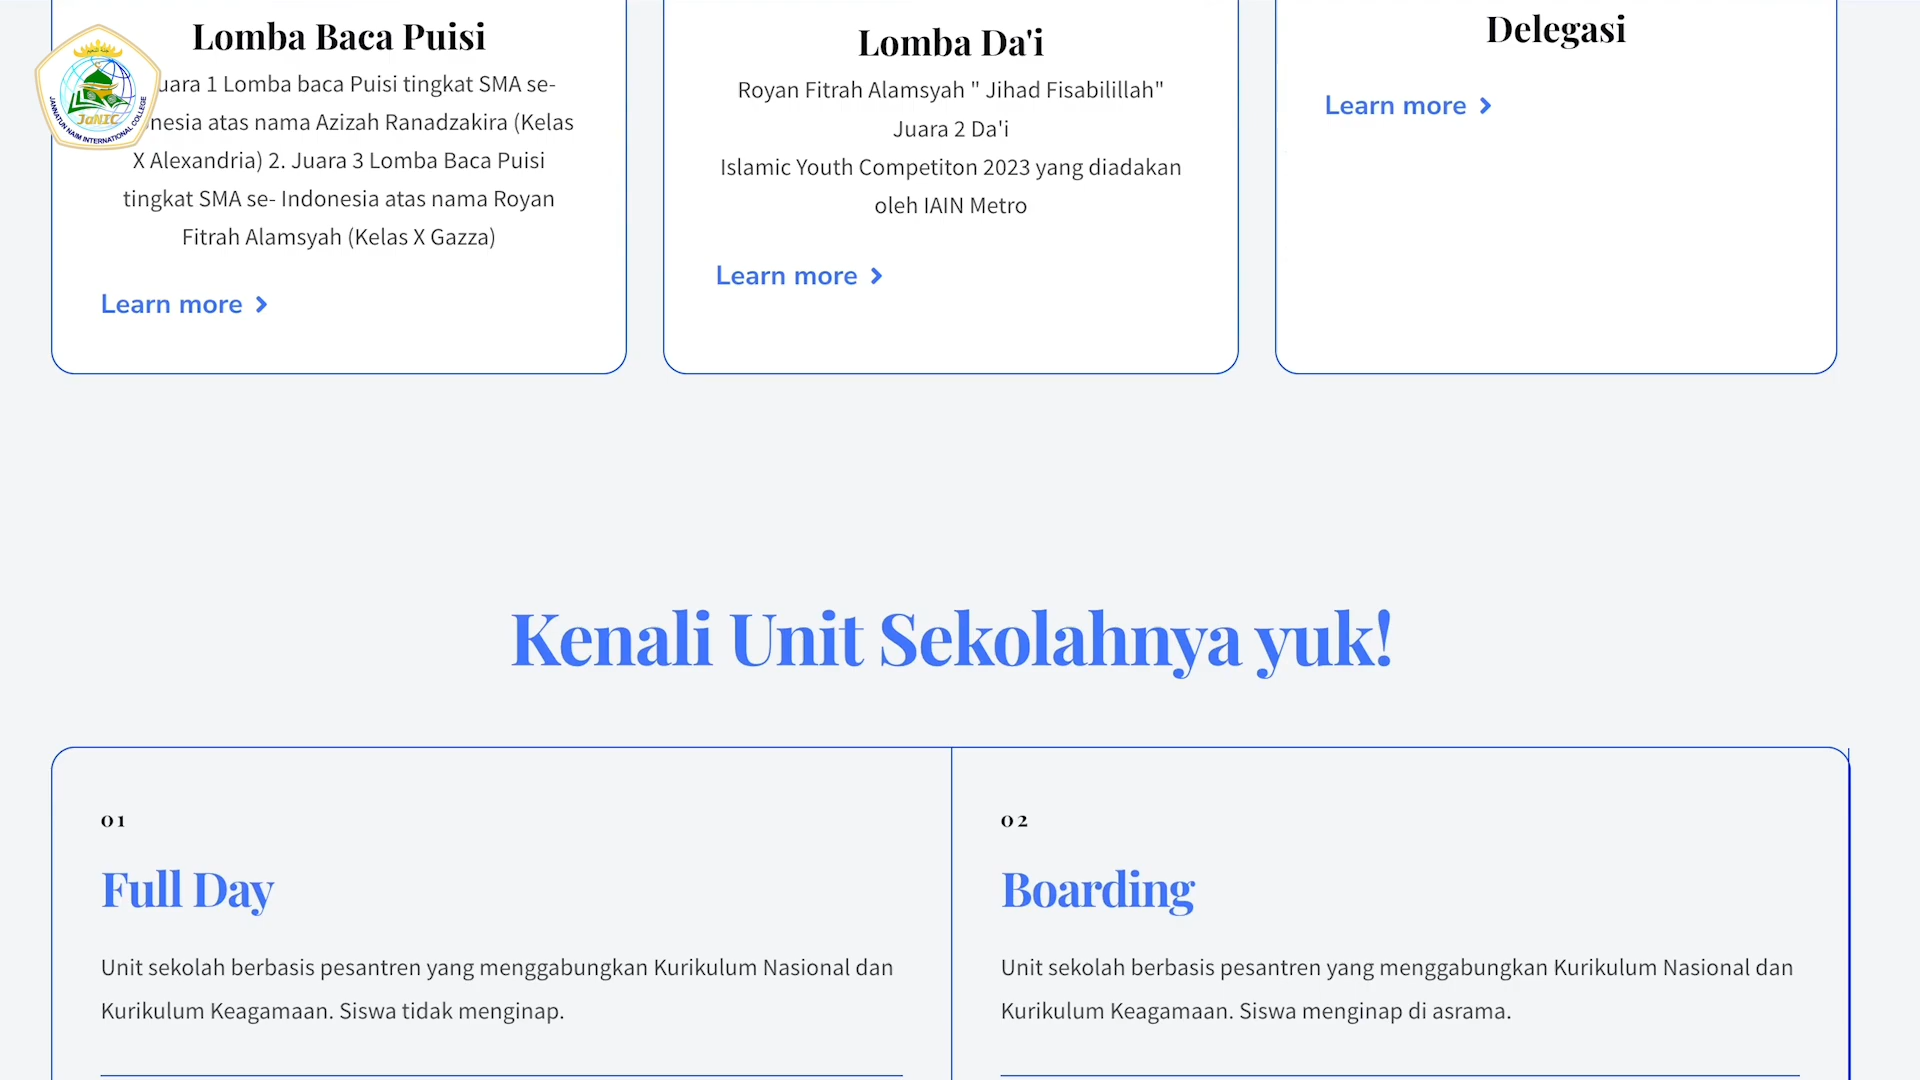 Lomba Baca Puisi
uara 1 Lomba baca Puisi tingkat SMA se-
nesia atas nama Azizah Ranadzakira (Kelas
X Alexandria) 2. Juara 3 Lomba Baca Puisi
tingkat SMA se- Indonesia atas nama Royan
Fitrah Alamsyah (Kelas X Gazza)
Learn more
Lomba Da'i
Royan Fitrah Alamsyah " Jihad Fisabilillah"
Juara 2 Da'i
Islamic Youth Competiton 2023 yang diadakan
oleh IAIN Metro
Learn more
Delegasi
Learn more
JaNIC
JANNATUN NAIM INTERNATIONAL COLLEGE
Kenali Unit Sekolahnya yuk!
01
Full Day
Unit sekolah berbasis pesantren yang menggabungkan Kurikulum Nasional dan
Kurikulum Keagamaan. Siswa tidak menginap.
02
Boarding
Unit sekolah berbasis pesantren yang menggabungkan Kurikulum Nasional dan
Kurikulum Keagamaan. Siswa menginap di asrama.